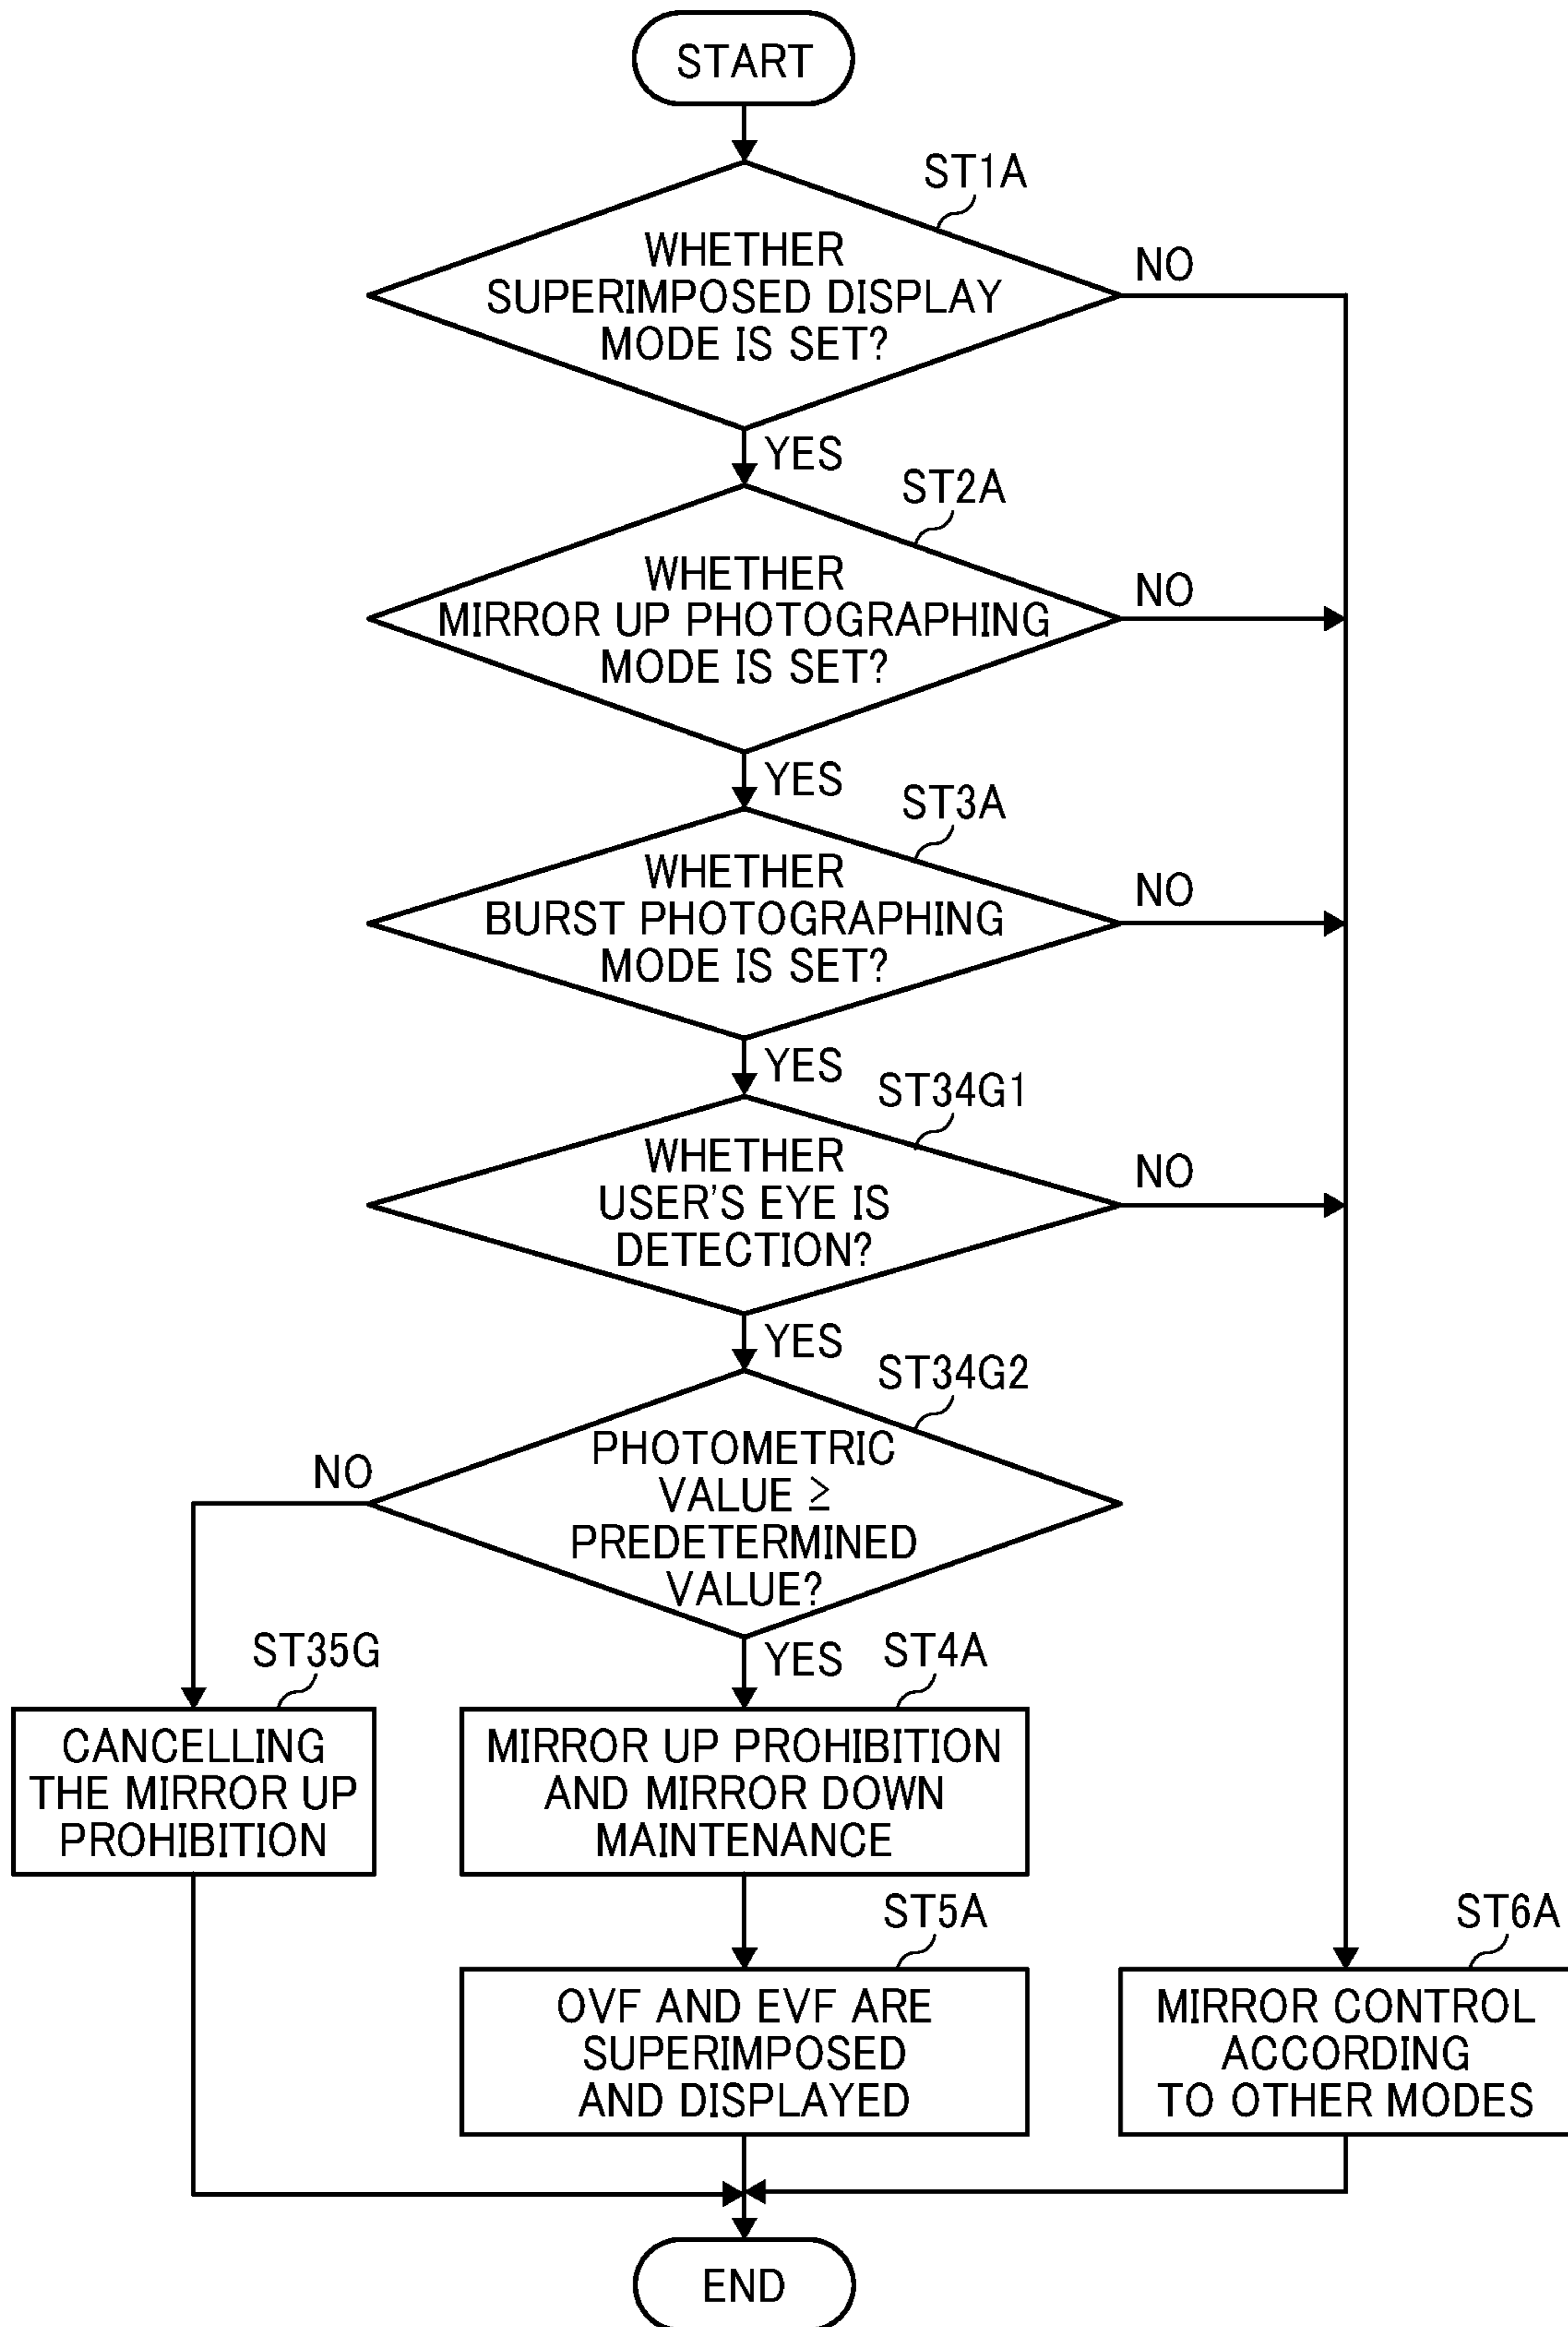 START
ST1A
WHETHER
SUPERIMPOSED DISPLAY
MODE IS SET?
NO
YES
ST2A
WHETHER
MIRROR UP PHOTOGRAPHING
MODE IS SET?
NO
YES
ST3A
WHETHER
BURST PHOTOGRAPHING
MODE IS SET?
NO
YES
ST34G1
WHETHER
USER'S EYE IS
DETECTION?
NO
YES
ST34G2
PHOTOMETRIC
VALUE ≥
PREDETERMINED
VALUE?
NO
YES
ST35G
CANCELLING
THE MIRROR UP
PROHIBITION
ST4A
MIRROR UP PROHIBITION
AND MIRROR DOWN
MAINTENANCE
ST5A
OVF AND EVF ARE
SUPERIMPOSED
AND DISPLAYED
ST6A
MIRROR CONTROL
ACCORDING
TO OTHER MODES
END